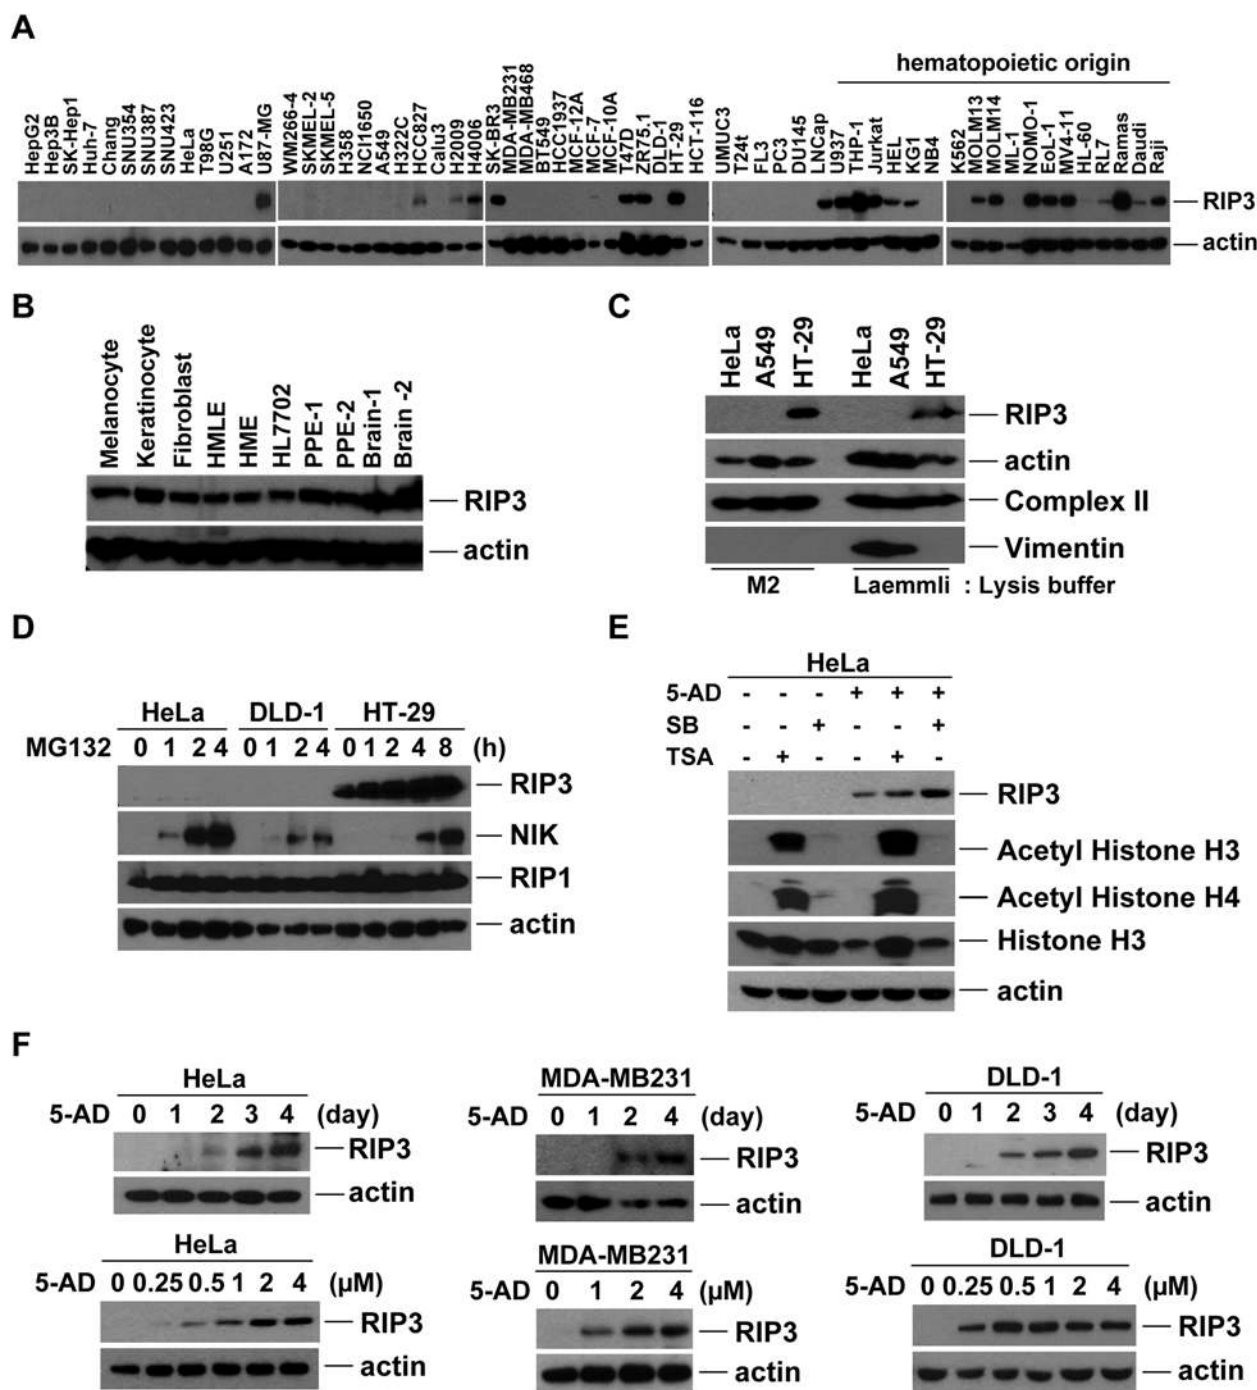 A
hematopoietic origin
HepG2 Hep3B SK-Hep1 Huh-7 Chang SNU354 SNU387 SNU423 HeLa T98G U251 A172 U87-MG WM266-4 SKMEL-2 SKMEL-5 H358 NCI1650 A549 H322C HCC827 Calu3 H2009 H4006 SK-BR3 MDA-MB231 MDA-MB468 BT549 HCC1937 MCF-12A MCF-7 MCF-10A T47D ZR75.1 DLD-1 HT-29 HCT-116 UMUC3 T24t FL3 PC3 DU145 LNCap U937 THP-1 Jurkat HEL KG1 NB4 K562 MOLM13 MOLM14 ML-1 NOMO-1 EoL-1 MV4-11 HL-60 RL7 Ramas Daudi Raji
RIP3
actin
B
Melanocyte Keratinocyte Fibroblast HMLE HME HL7702 PPE-1 PPE-2 Brain-1 Brain -2
RIP3
actin
C
HeLa A549 HT-29 HeLa A549 HT-29
RIP3
actin
Complex II
Vimentin
M2 Laemmli : Lysis buffer
D
HeLa DLD-1 HT-29
MG132 0 1 2 4 0 1 2 4 0 1 2 4 8 (h)
RIP3
NIK
RIP1
actin
E
HeLa
5-AD - - - + + +
SB - - + - - +
TSA - + - - + -
RIP3
Acetyl Histone H3
Acetyl Histone H4
Histone H3
actin
F
HeLa
5-AD 0 1 2 3 4 (day)
RIP3
actin
MDA-MB231
5-AD 0 1 2 4 (day)
RIP3
actin
DLD-1
5-AD 0 1 2 3 4 (day)
RIP3
actin
HeLa
5-AD 0 0.25 0.5 1 2 4 (μM)
RIP3
actin
MDA-MB231
5-AD 0 1 2 4 (μM)
RIP3
actin
DLD-1
5-AD 0 0.25 0.5 1 2 4 (μM)
RIP3
actin